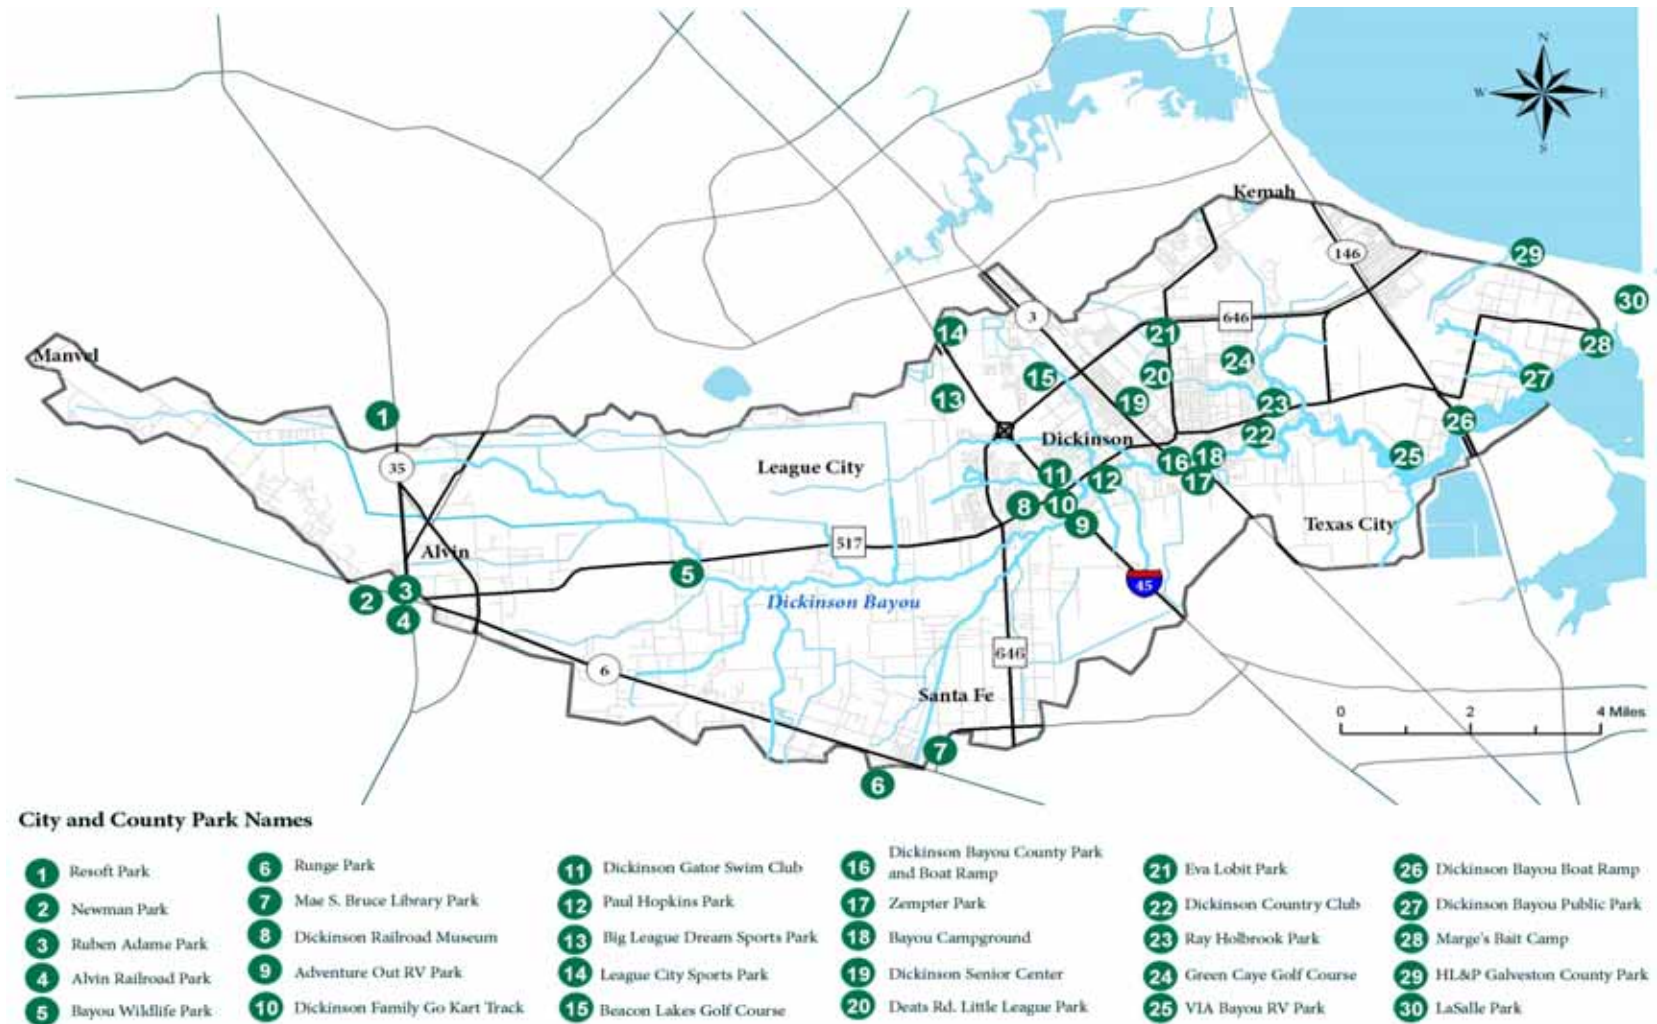 N
W E
S
Kemah
146
29
30
3
646
14
21
28
Manvel
24
20
15
27
13
19
23
1
26
Dickinson
22
35
League City
18
25
16
11
12
17
8
10
9
Texas City
517
Alvin
5
45
3
2
Dickinson Bayou
4
646
6
Santa Fe
0 2 4 Miles
7
6
City and County Park Names
1 Resoft Park
2 Newman Park
3 Ruben Adame Park
4 Alvin Railroad Park
5 Bayou Wildlife Park
6 Runge Park
7 Mae S. Bruce Library Park
8 Dickinson Railroad Museum
9 Adventure Out RV Park
10 Dickinson Family Go Kart Track
11 Dickinson Gator Swim Club
12 Paul Hopkins Park
13 Big League Dream Sports Park
14 League City Sports Park
15 Beacon Lakes Golf Course
16 Dickinson Bayou County Park
and Boat Ramp
17 Zempter Park
18 Bayou Campground
19 Dickinson Senior Center
20 Deats Rd. Little League Park
21 Eva Lobit Park
22 Dickinson Country Club
23 Ray Holbrook Park
24 Green Caye Golf Course
25 VIA Bayou RV Park
26 Dickinson Bayou Boat Ramp
27 Dickinson Bayou Public Park
28 Marge's Bait Camp
29 HL&P Galveston County Park
30 LaSalle Park